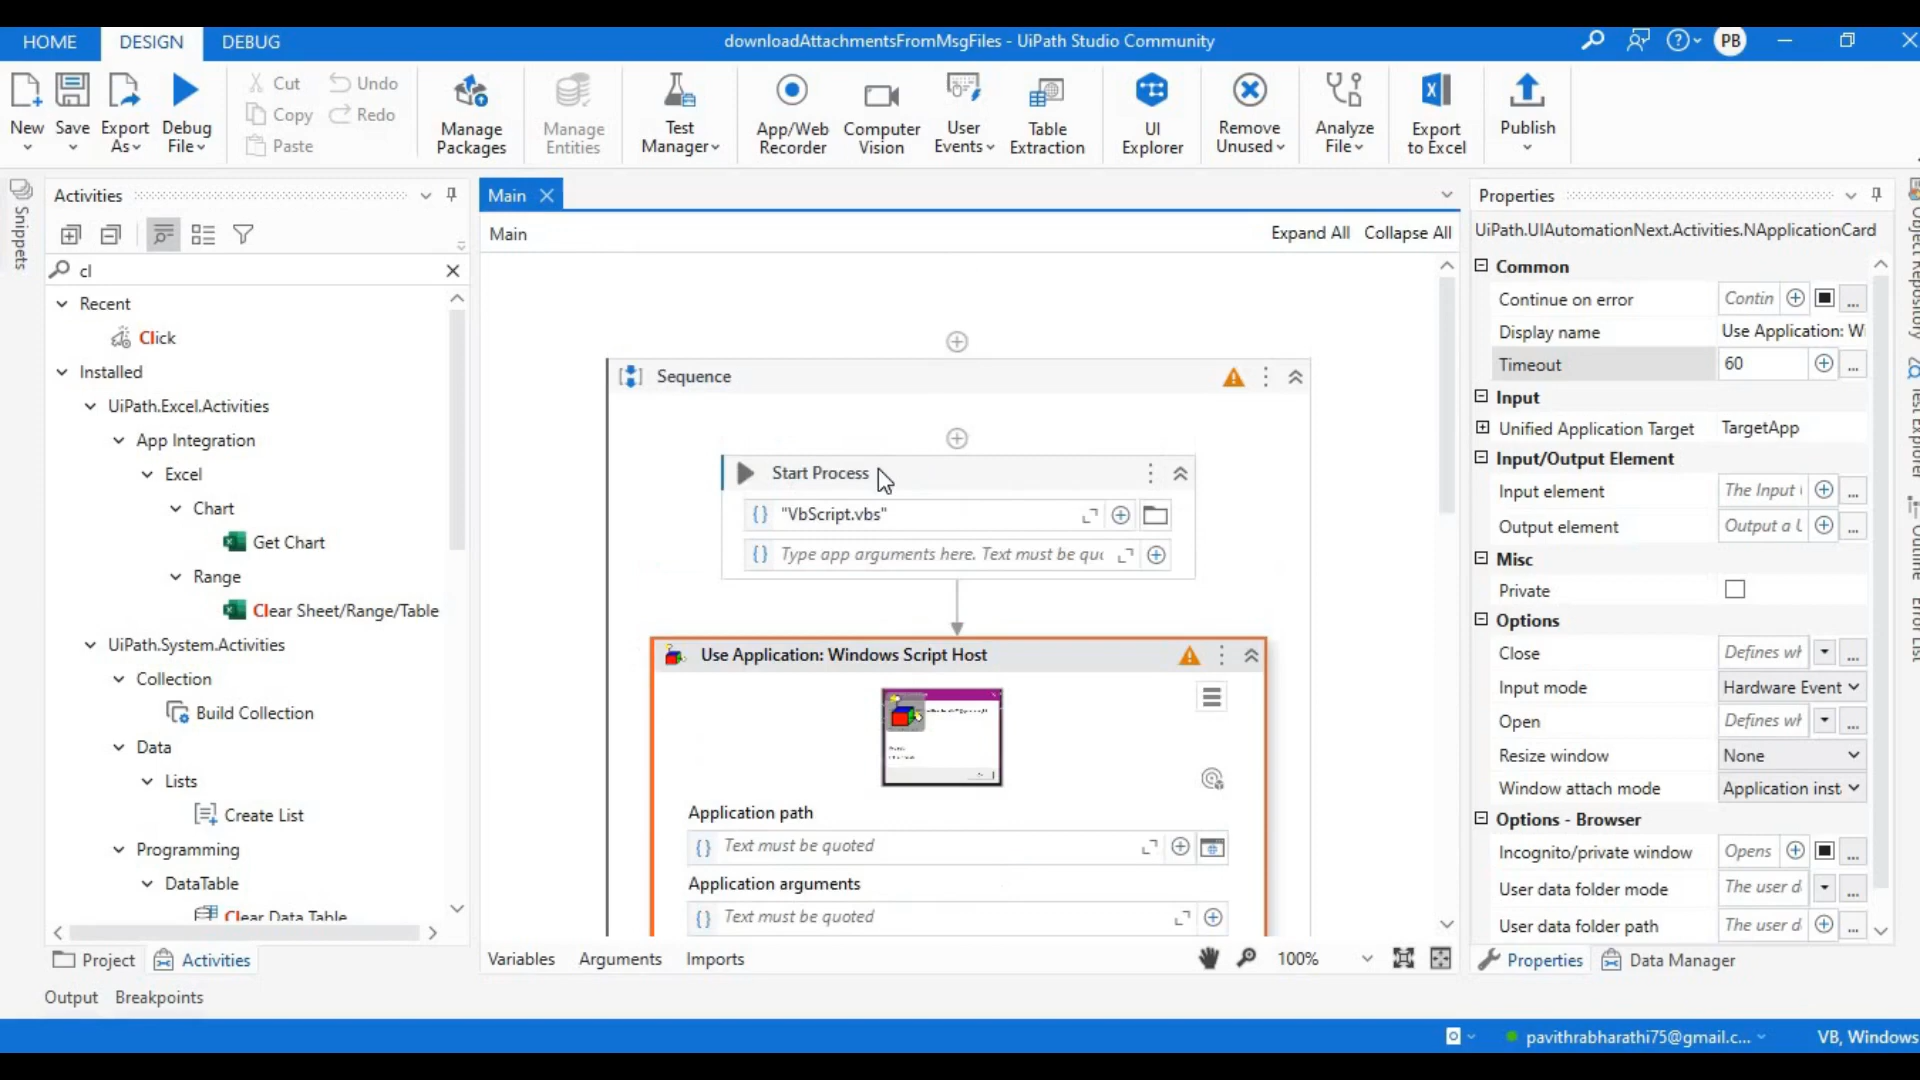 HOME DESIGN DEBUG downloadAttachmentsFromMsgFiles - UiPath Studio Community PB
New Save Export As Debug File Cut Copy Paste Undo Redo Manage Packages Manage Entities Test Manager App/Web Recorder Computer Vision User Events Table Extraction UI Explorer Remove Unused Analyze File Export to Excel Publish
Snippets
Activities
cl
Recent
Click
Installed
UiPath.Excel.Activities
App Integration
Excel
Chart
Get Chart
Range
Clear Sheet/Range/Table
UiPath.System.Activities
Collection
Build Collection
Data
Lists
Create List
Programming
DataTable
Clear Data Table
Project Activities
Output Breakpoints
Main
Main Expand All Collapse All
Sequence
Start Process
"VbScript.vbs"
Type app arguments here. Text must be quo
Use Application: Windows Script Host
Application path
Text must be quoted
Application arguments
Text must be quoted
Variables Arguments Imports 100%
Properties
UiPath.UIAutomationNext.Activities.NApplicationCard
Common
Continue on error Contin ...
Display name Use Application: Wi
Timeout 60 ...
Input
Unified Application Target TargetApp
Input/Output Element
Input element The Input ...
Output element Output a U ...
Misc
Private
Options
Close Defines wh ...
Input mode Hardware Event
Open Defines wh ...
Resize window None
Window attach mode Application inst
Options - Browser
Incognito/private window Opens ...
User data folder mode The user d ...
User data folder path The user d ...
Properties Data Manager
Object Repository
Test Explorer
Outline
Error List
pavithrabharathi75@gmail.c... VB, Windows